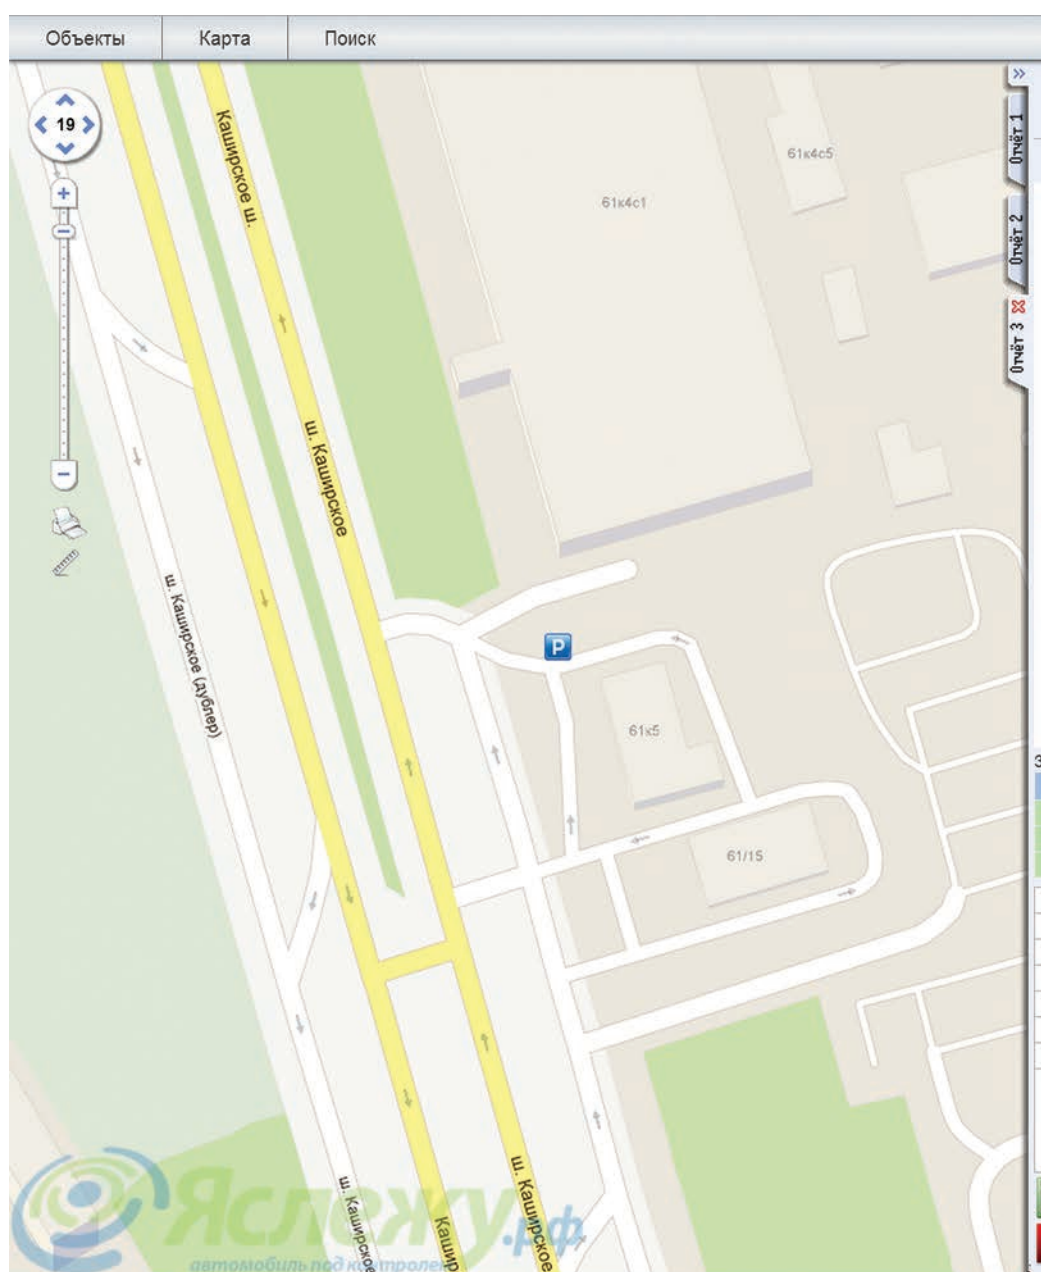 Объекты Карта Поиск
19
Каширское ш.
61к4с5
61к4с1
Отчёт 1
Отчёт 2
Отчёт 3
ш. Каширское
ш. Каширское (дублер)
P
61к5
61/15
ш. Каширское
ш. Каширское
Кашир
Яслежу.рф
автомобиль под контролем